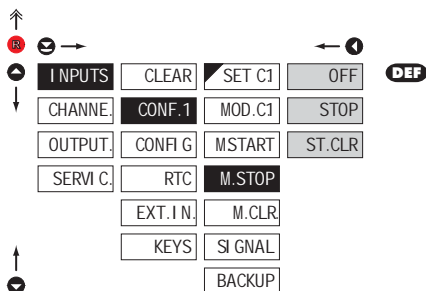 R
INPUTS CLEAR SET C1 OFF DEF
CHANNE. CONF.1 MOD.C1 STOP
OUTPUT. CONFIG M.START ST.CLR
SERVIC. RTC M.STOP
EXT.IN. M.CLR.
KEYS SIGNAL
BACKUP